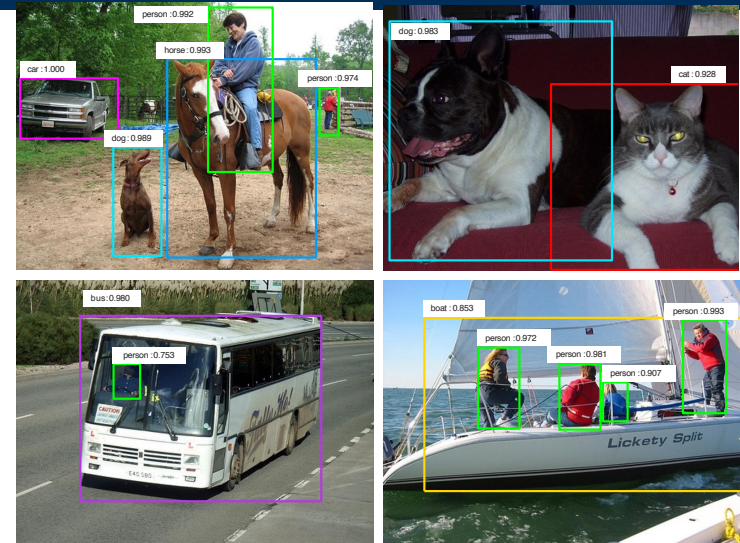 person : 0.992
horse : 0.993
car : 1.000
person : 0.974
dog : 0.989
dog : 0.983
cat : 0.928
bus : 0.980
person : 0.753
CAUTION
L
L
boat : 0.853
person : 0.993
person : 0.972
person : 0.981
person : 0.907
Lickety Split